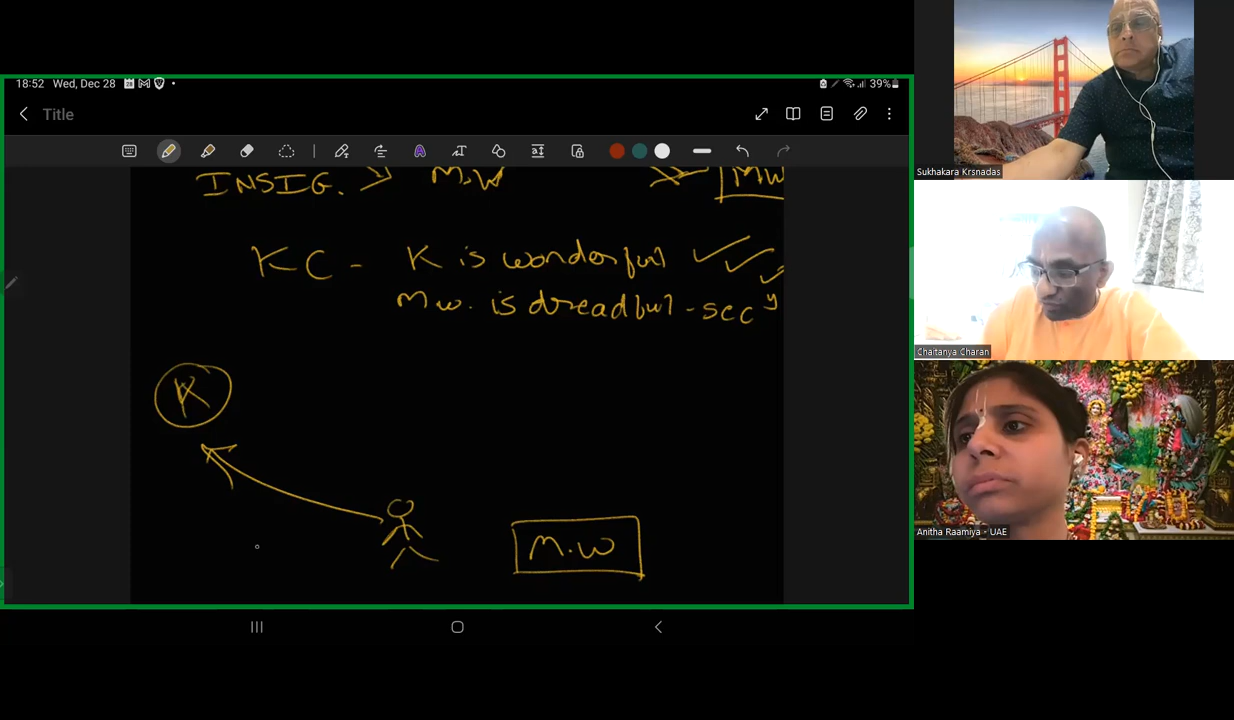 18:52 Wed, Dec 28
39%
Title
INSIG. M.W MW
KC - K is wonderful
M w. is dreadful - sec y
K
M.W
Sukhakara Krsnadas
Chaitanya Charan
Anitha Raamiya - UAE